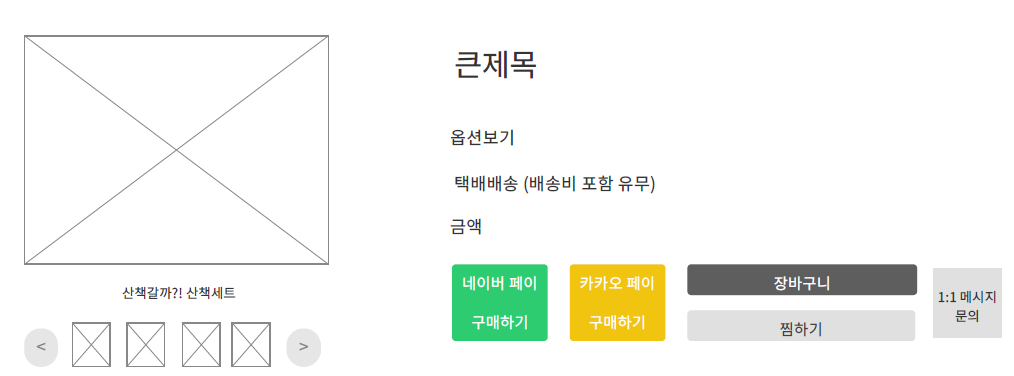 큰제목
옵션보기
택배배송 (배송비 포함 유무)
금액
네이버 페이
구매하기
카카오 페이
구매하기
장바구니
찜하기
1:1 메시지
문의
산책갈까?! 산책세트
<
>